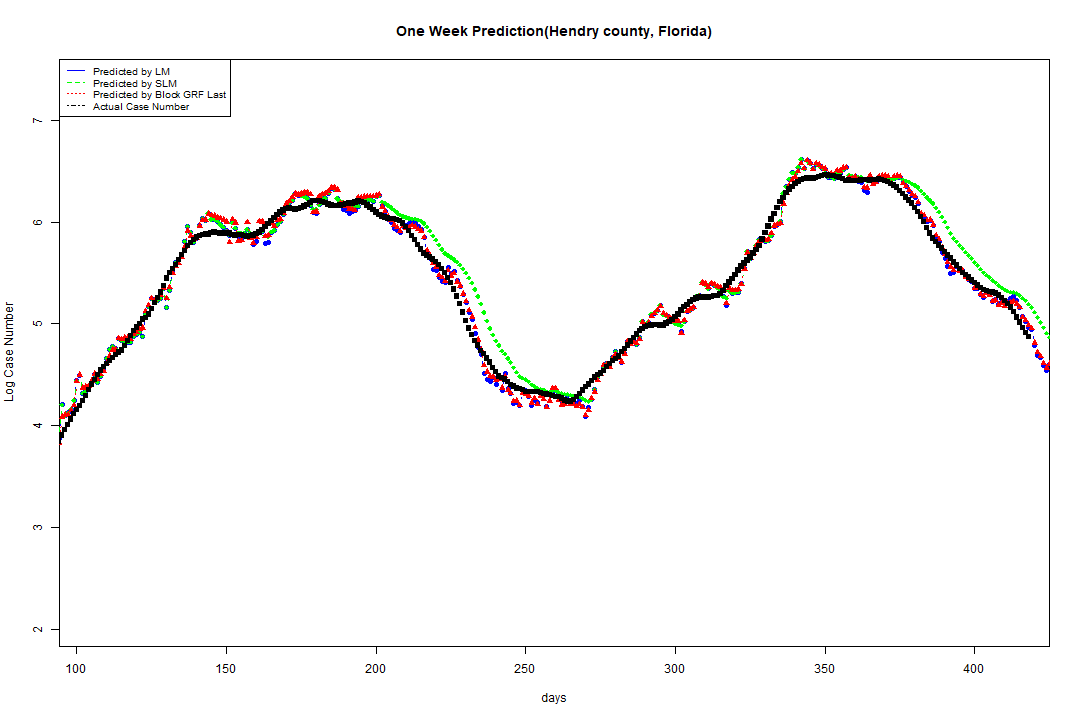 One Week Prediction(Hendry county, Florida)
Predicted by LM
Predicted by SLM
Predicted by Block GRF Last
Actual Case Number
7
6
5
4
3
2
Log Case Number
100 150 200 250 300 350 400
days